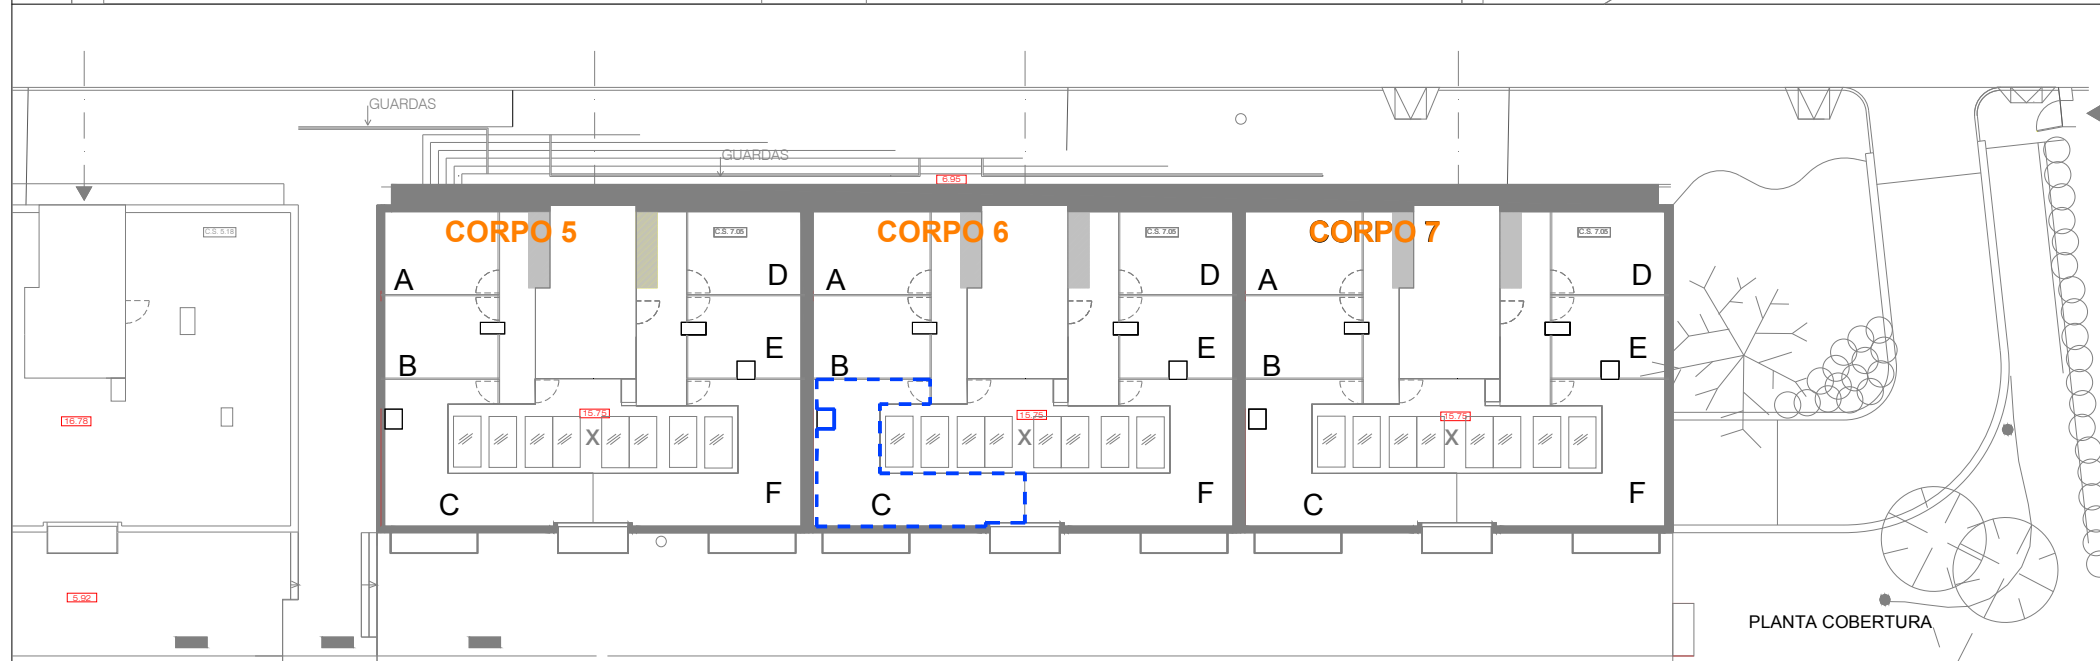 GUARDAS
GUARDAS
6.95
CORPO 5
CORPO 6
CORPO 7
C.S. 5.18
C.S. 7.05
C.S. 7.05
C.S. 7.05
A
D
A
D
A
D
B
E
B
E
B
E
16.78
15.75
15.75
15.75
X
X
X
C
F
C
F
C
F
5.92
PLANTA COBERTURA